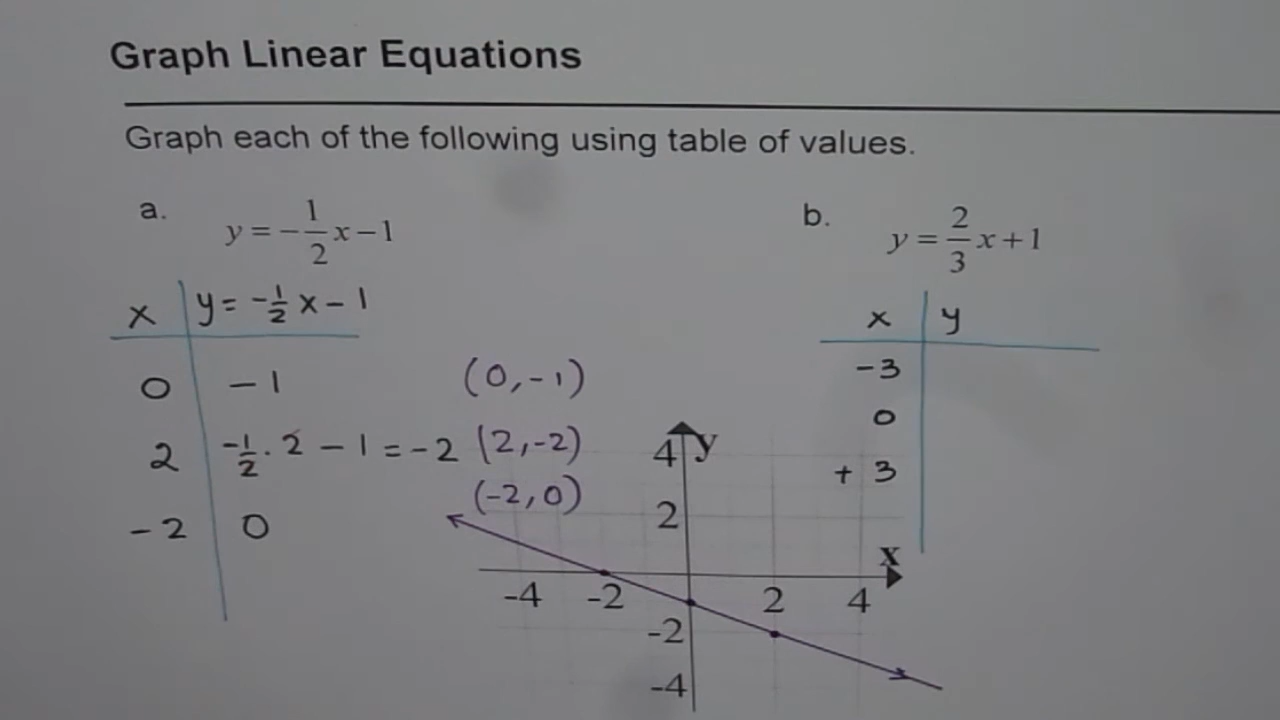 Graph Linear Equations
Graph each of the following using table of values.
a. y = -1/2 x - 1
x y = -1/2 x - 1
0 -1 (0, -1)
2 -1/2 · 2 - 1 = -2 (2, -2)
(-2, 0)
-2 0
b. y = 2/3 x + 1
x y
-3
0
+3
4 y
2
x
-4 -2 2 4
-2
-4